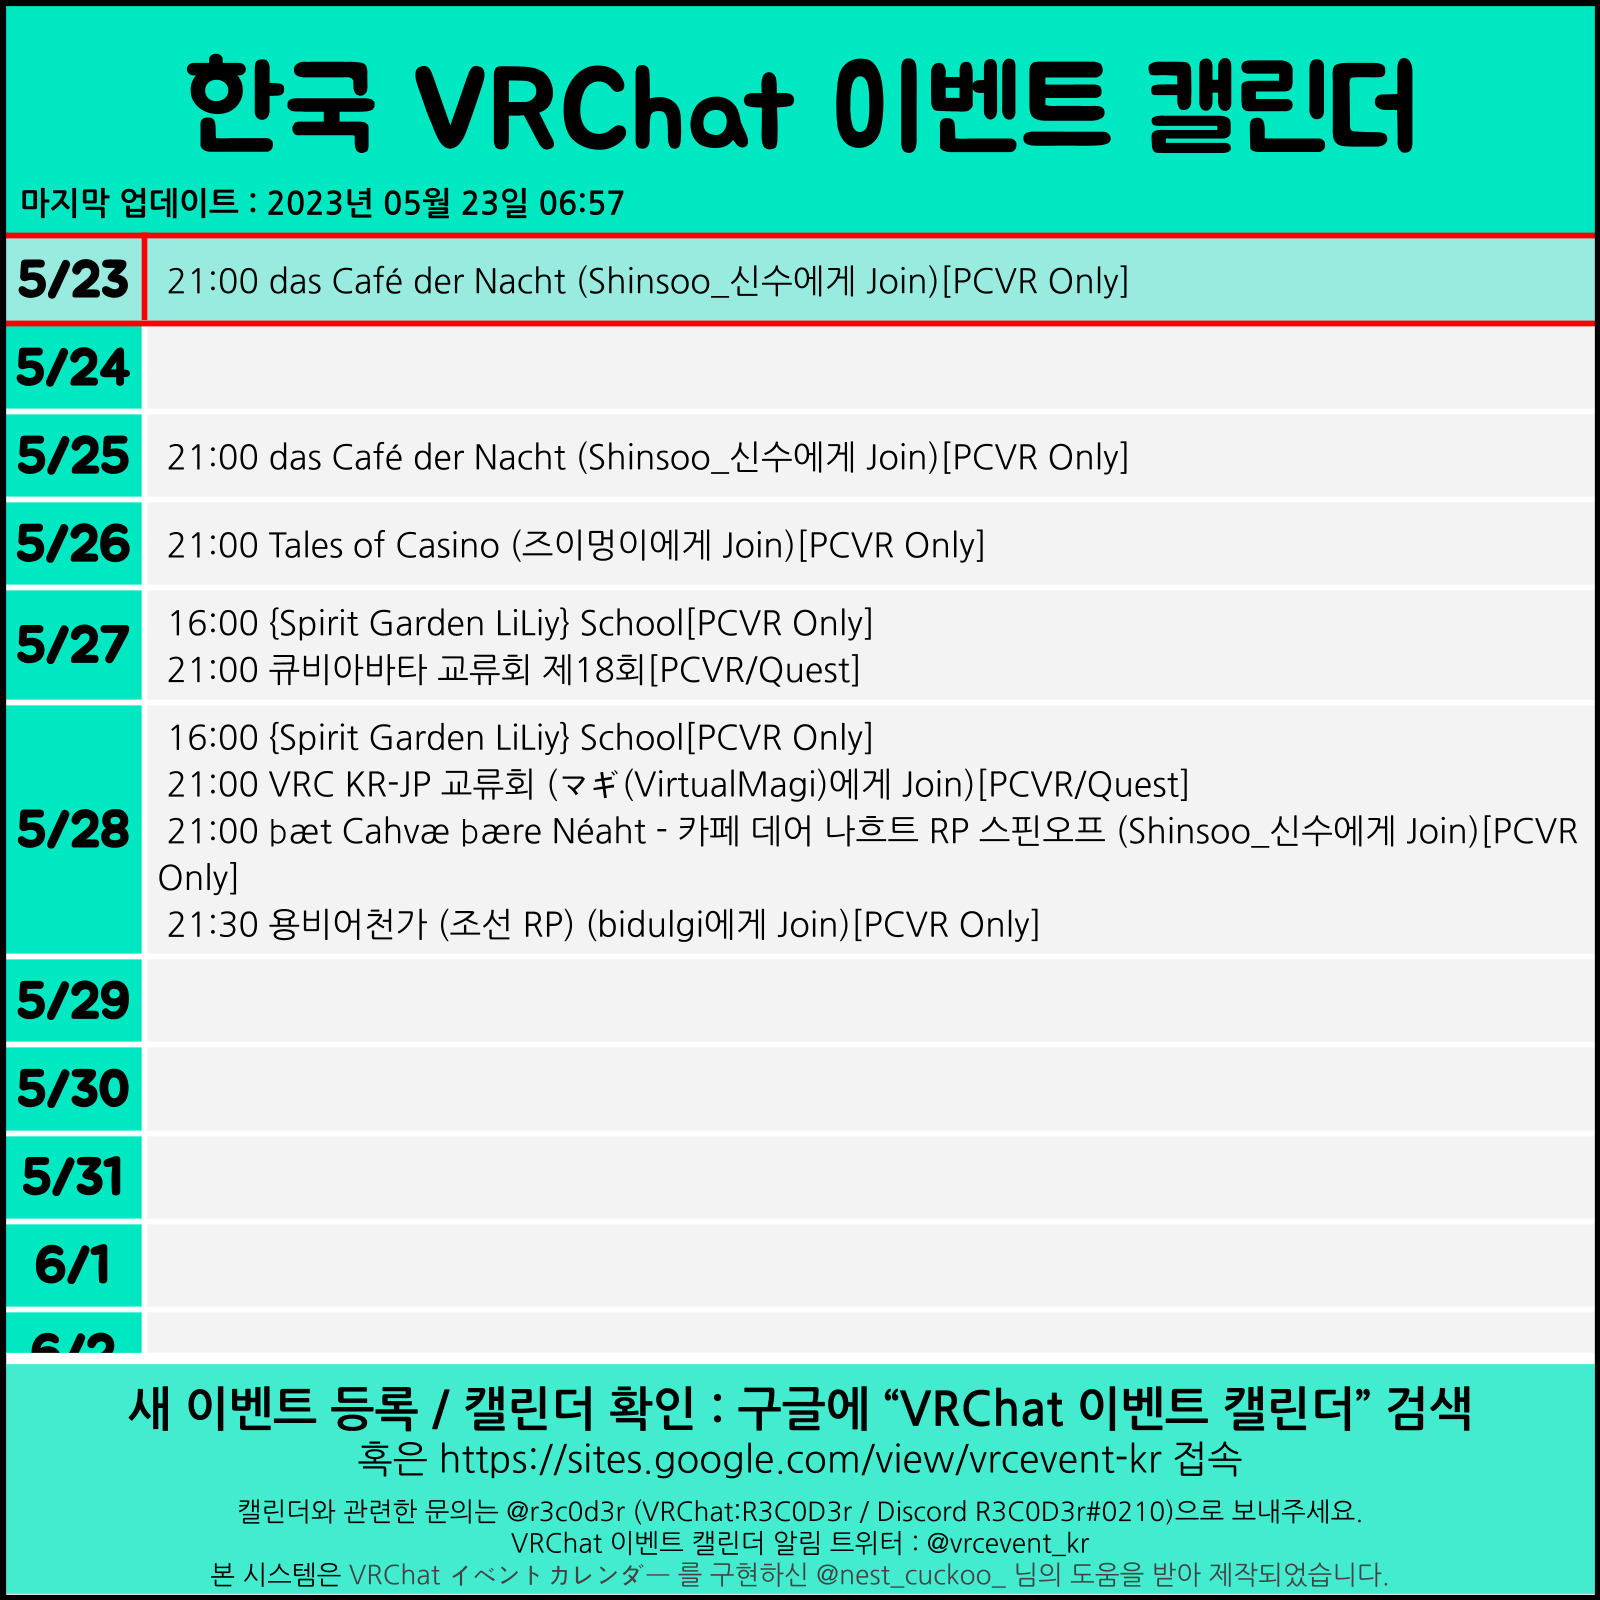 한국 VRChat 이벤트 캘린더
마지막 업데이트 : 2023년 05월 23일 06:57
5/23
21:00 das Café der Nacht (Shinsoo_신수에게 Join)[PCVR Only]
5/24
5/25
21:00 das Café der Nacht (Shinsoo_신수에게 Join)[PCVR Only]
5/26
21:00 Tales of Casino (즈이멍이에게 Join)[PCVR Only]
5/27
16:00 {Spirit Garden LiLiy} School[PCVR Only]
21:00 큐비아바타 교류회 제18회[PCVR/Quest]
5/28
16:00 {Spirit Garden LiLiy} School[PCVR Only]
21:00 VRC KR-JP 교류회 (マギ(VirtualMagi)에게 Join)[PCVR/Quest]
21:00 þæt Cahvæ þære Néaht - 카페 데어 나흐트 RP 스핀오프 (Shinsoo_신수에게 Join)[PCVR
Only]
21:30 용비어천가 (조선 RP) (bidulgi에게 Join)[PCVR Only]
5/29
5/30
5/31
6/1
6/2
새 이벤트 등록 / 캘린더 확인 : 구글에 “VRChat 이벤트 캘린더” 검색
혹은 https://sites.google.com/view/vrcevent-kr 접속
캘린더와 관련한 문의는 @r3c0d3r (VRChat:R3C0D3r / Discord R3C0D3r#0210)으로 보내주세요.
VRChat 이벤트 캘린더 알림 트위터 : @vrcevent_kr
본 시스템은 VRChat イベントカレンダー 를 구현하신 @nest_cuckoo_ 님의 도움을 받아 제작되었습니다.